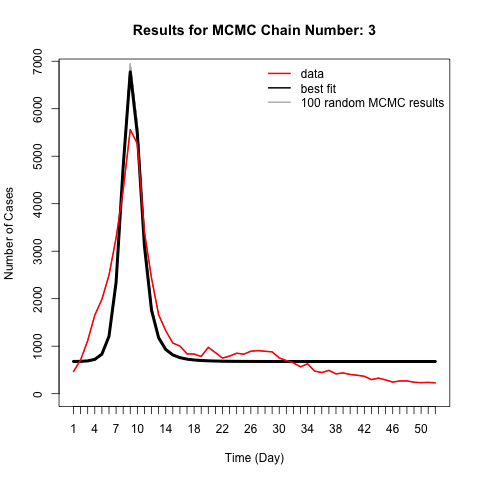 Results for MCMC Chain Number: 3
data
best fit
100 random MCMC results
Number of Cases
7000
6000
5000
4000
3000
2000
1000
0
1 4 7 10 14 18 22 26 30 34 38 42 46 50
Time (Day)